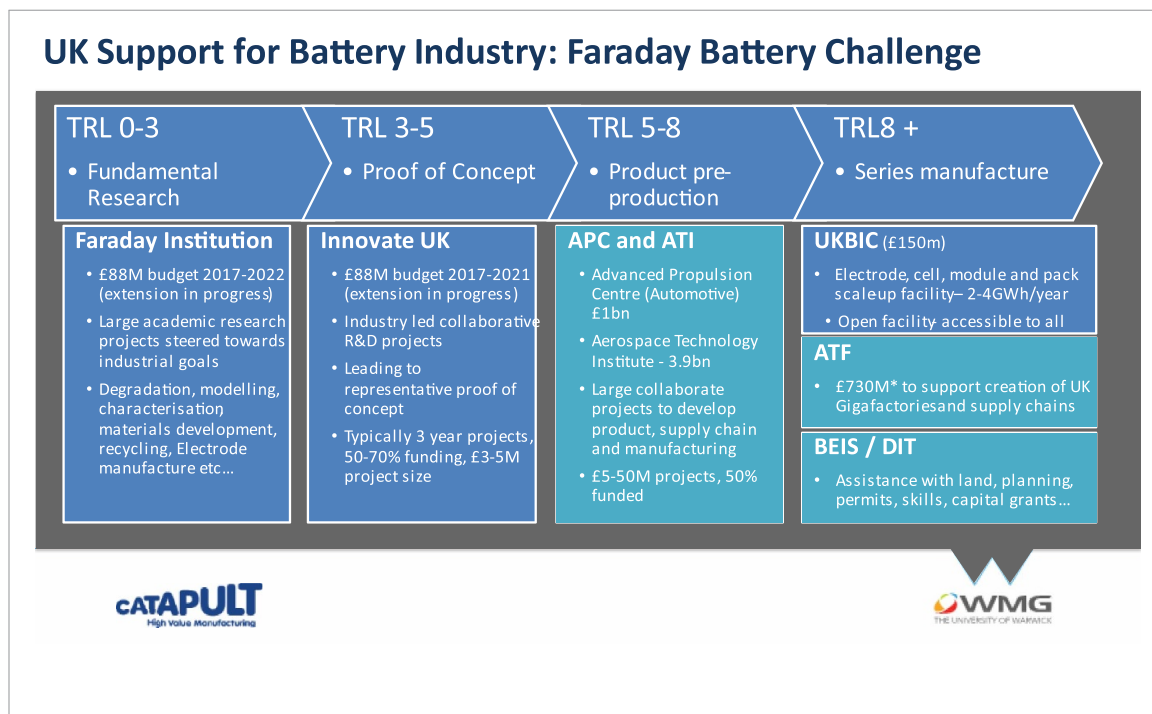 UK Support for Battery Industry: Faraday Battery Challenge
TRL 0-3
• Fundamental
Research
TRL 3-5
• Proof of Concept
TRL 5-8
• Product pre-
production
TRL8 +
• Series manufacture
Faraday Institution
• £88M budget 2017-2022
(extension in progress)
• Large academic research
projects steered towards
industrial goals
• Degradation, modelling,
characterisation,
materials development,
recycling, Electrode
manufacture etc...
Innovate UK
• £88M budget 2017-2021
(extension in progress)
• Industry led collaborative
R&D projects
• Leading to
representative proof of
concept
• Typically 3 year projects,
50-70% funding, £3-5M
project size
APC and ATI
• Advanced Propulsion
Centre (Automotive)
£1bn
• Aerospace Technology
Institute - 3.9bn
• Large collaborate
projects to develop
product, supply chain
and manufacturing
• £5-50M projects, 50%
funded
UKBIC (£150m)
• Electrode, cell, module and pack
scale-up facility– 2-4GWh/year
• Open facility- accessible to all
ATF
• £730M* to support creation of UK
Gigafactoriesand supply chains
BEIS / DIT
• Assistance with land, planning,
permits, skills, capital grants...
CATAPULT
High Value Manufacturing
WMG
THE UNIVERSITY OF WARWICK